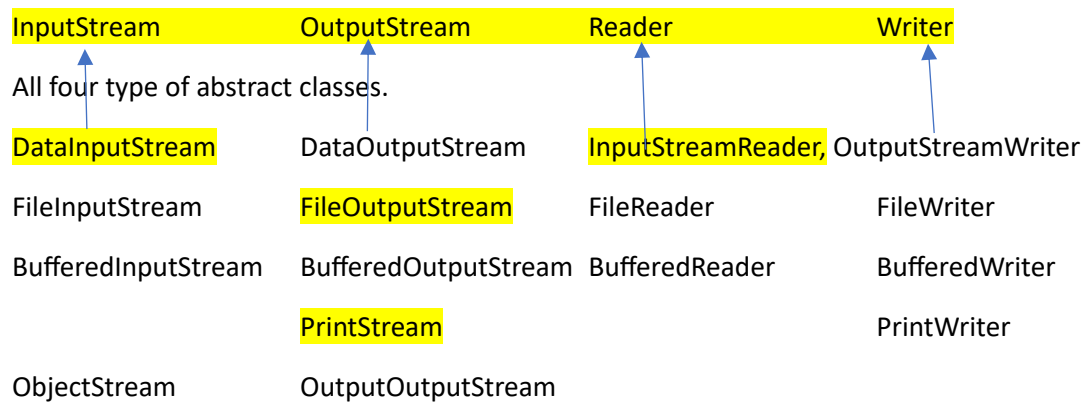 InputStream OutputStream Reader Writer
All four type of abstract classes.
DataInputStream DataOutputStream InputStreamReader, OutputStreamWriter
FileInputStream FileOutputStream FileReader FileWriter
BufferedInputStream BufferedOutputStream BufferedReader BufferedWriter
PrintStream PrintWriter
ObjectStream OutputOutputStream